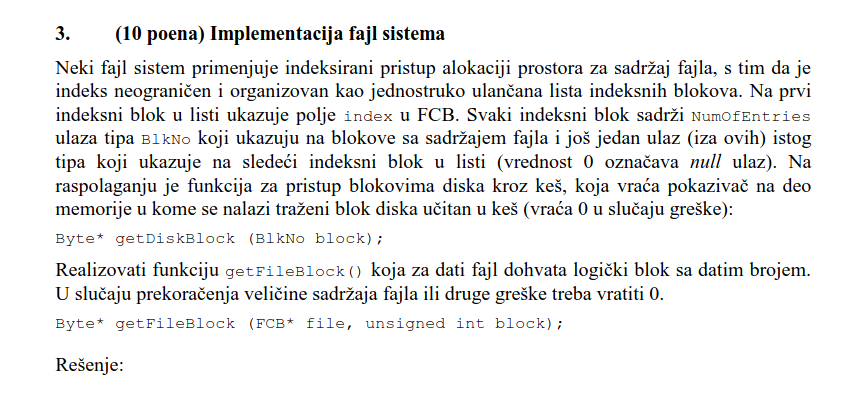 3. (10 poena) Implementacija fajl sistema
Neki fajl sistem primenjuje indeksirani pristup alokaciji prostora za sadržaj fajla, s tim da je
indeks neograničen i organizovan kao jednostruko ulančana lista indeksnih blokova. Na prvi
indeksni blok u listi ukazuje polje index u FCB. Svaki indeksni blok sadrži NumOfEntries
ulaza tipa BlkNo koji ukazuju na blokove sa sadržajem fajla i još jedan ulaz (iza ovih) istog
tipa koji ukazuje na sledeći indeksni blok u listi (vrednost 0 označava null ulaz). Na
raspolaganju je funkcija za pristup blokovima diska kroz keš, koja vraća pokazivač na deo
memorije u kome se nalazi traženi blok diska učitan u keš (vraća 0 u slučaju greške):
Byte* getDiskBlock (BlkNo block);
Realizovati funkciju getFileBlock() koja za dati fajl dohvata logički blok sa datim brojem.
U slučaju prekoračenja veličine sadržaja fajla ili druge greške treba vratiti 0.
Byte* getFileBlock (FCB* file, unsigned int block);
Rešenje: